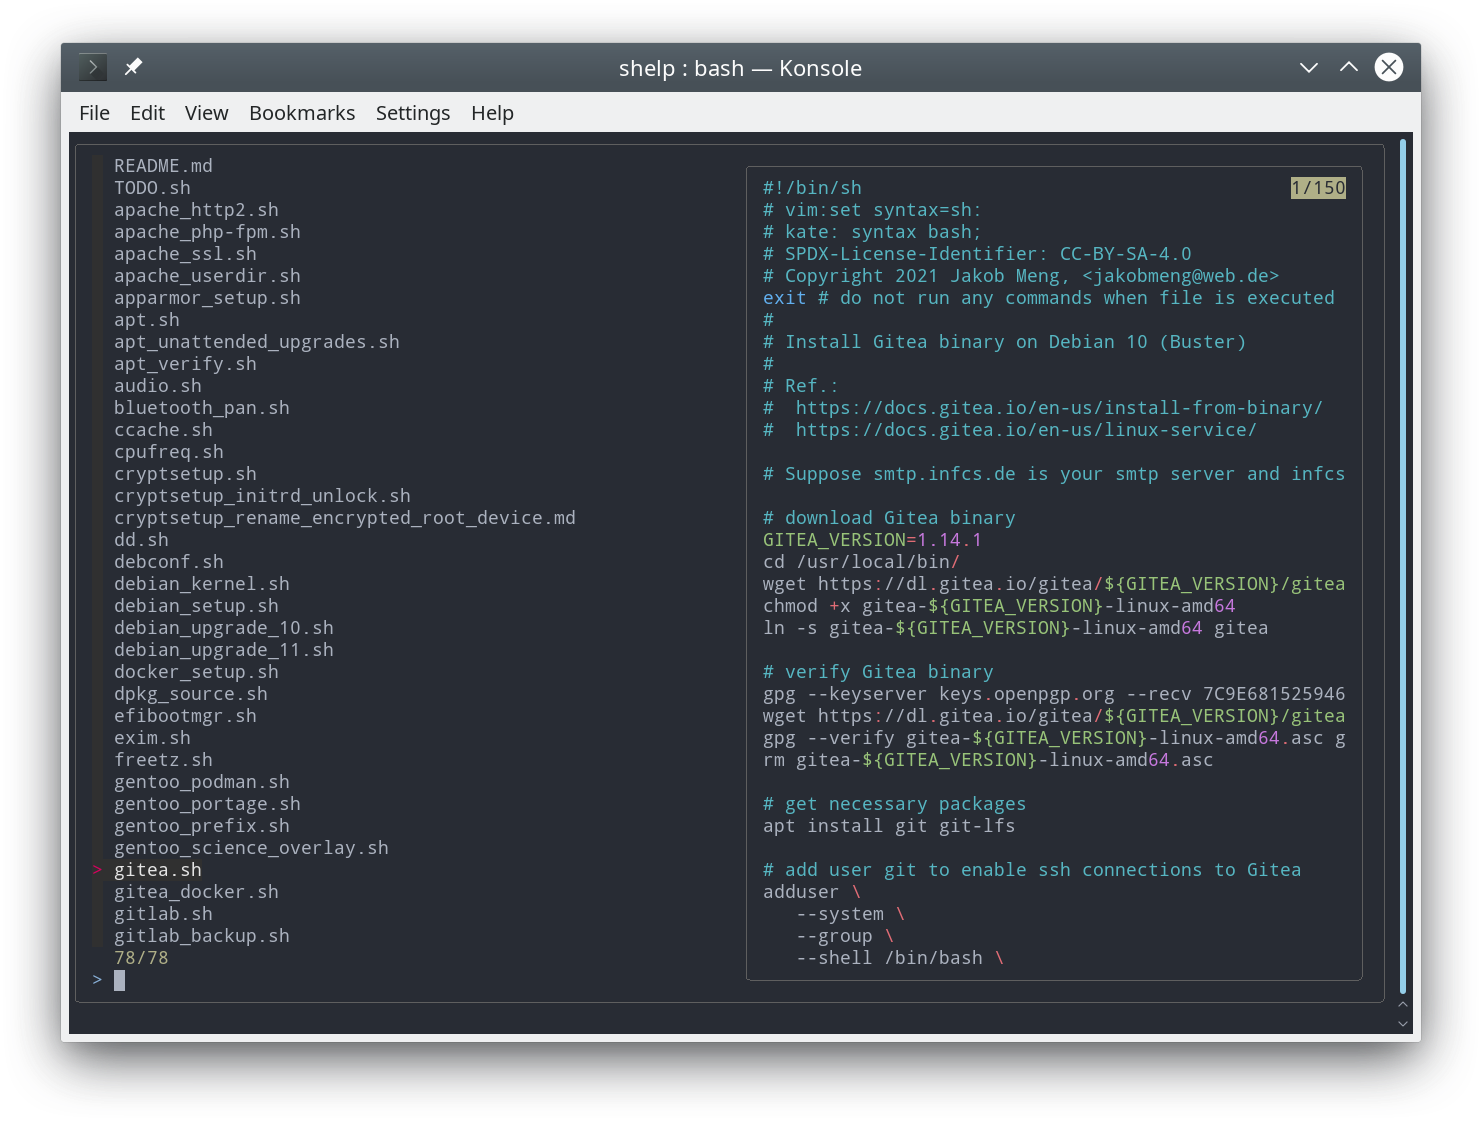 shelp : bash — Konsole
File Edit View Bookmarks Settings Help
README.md
TODO.sh
apache_http2.sh
apache_php-fpm.sh
apache_ssl.sh
apache_userdir.sh
apparmor_setup.sh
apt.sh
apt_unattended_upgrades.sh
apt_verify.sh
audio.sh
bluetooth_pan.sh
ccache.sh
cpufreq.sh
cryptsetup.sh
cryptsetup_initrd_unlock.sh
cryptsetup_rename_encrypted_root_device.md
dd.sh
debconf.sh
debian_kernel.sh
debian_setup.sh
debian_upgrade_10.sh
debian_upgrade_11.sh
docker_setup.sh
dpkg_source.sh
efibootmgr.sh
exim.sh
freetz.sh
gentoo_podman.sh
gentoo_portage.sh
gentoo_prefix.sh
gentoo_science_overlay.sh
> gitea.sh
gitea_docker.sh
gitlab.sh
gitlab_backup.sh
78/78
>
#!/bin/sh 1/150
# vim:set syntax=sh:
# kate: syntax bash;
# SPDX-License-Identifier: CC-BY-SA-4.0
# Copyright 2021 Jakob Meng, <jakobmeng@web.de>
exit # do not run any commands when file is executed
#
# Install Gitea binary on Debian 10 (Buster)
#
# Ref.:
#  https://docs.gitea.io/en-us/install-from-binary/
#  https://docs.gitea.io/en-us/linux-service/
# Suppose smtp.infcs.de is your smtp server and infcs
# download Gitea binary
GITEA_VERSION=1.14.1
cd /usr/local/bin/
wget https://dl.gitea.io/gitea/${GITEA_VERSION}/gitea
chmod +x gitea-${GITEA_VERSION}-linux-amd64
ln -s gitea-${GITEA_VERSION}-linux-amd64 gitea
# verify Gitea binary
gpg --keyserver keys.openpgp.org --recv 7C9E681525946
wget https://dl.gitea.io/gitea/${GITEA_VERSION}/gitea
gpg --verify gitea-${GITEA_VERSION}-linux-amd64.asc g
rm gitea-${GITEA_VERSION}-linux-amd64.asc
# get necessary packages
apt install git git-lfs
# add user git to enable ssh connections to Gitea
adduser \
   --system \
   --group \
   --shell /bin/bash \